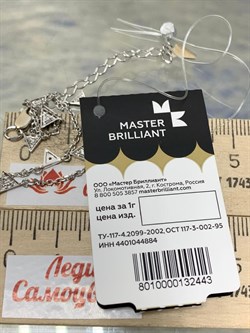 MASTER
BRILLIANT
ООО «Мастер Бриллиант»
Ул. Локомотивная, 2, г. Кострома, Россия
8 800 505 3857 masterbrilliant.com
цена за 1г
цена изд.
ТУ-117-4.2099-2002, ОСТ 117-3-002-95
ИНН 4401044884
8010000132443
Леди
Самоцв